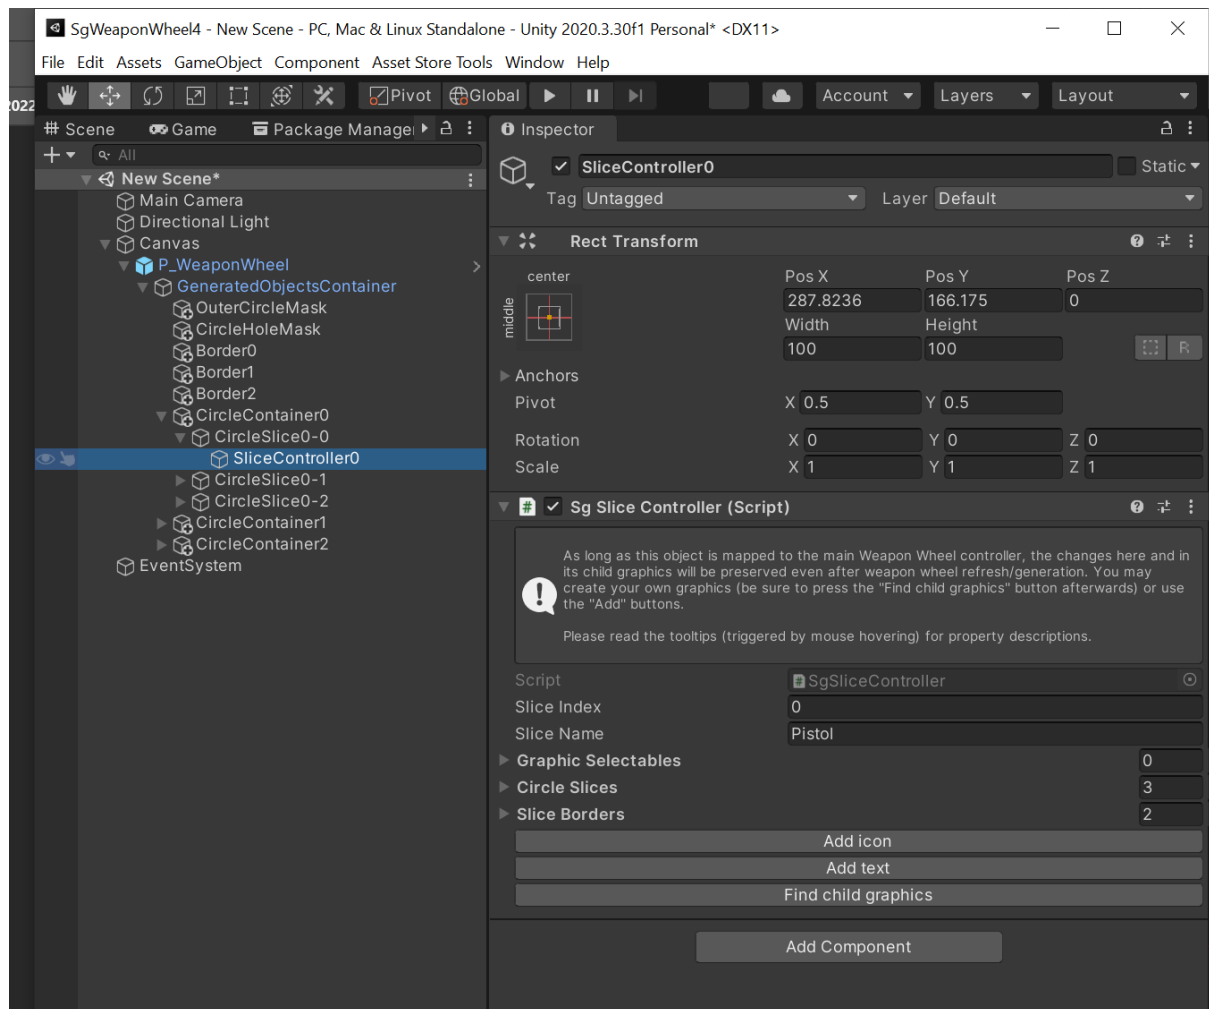 SgWeaponWheel4 - New Scene - PC, Mac & Linux Standalone - Unity 2020.3.30f1 Personal* <DX11>
File Edit Assets GameObject Component Asset Store Tools Window Help
2022
Pivot Global Account Layers Layout
Scene Game Package Manager
Inspector
All
SliceController0 Static
New Scene*
Tag Untagged Layer Default
Main Camera
Directional Light
Canvas
Rect Transform
P_WeaponWheel
GeneratedObjectsContainer
OuterCircleMask
CircleHoleMask
Border0
Border1
Border2
CircleContainer0
CircleSlice0-0
SliceController0
CircleSlice0-1
CircleSlice0-2
CircleContainer1
CircleContainer2
EventSystem
center
middle
Pos X Pos Y Pos Z
287.8236 166.175 0
Width Height
100 100 R
Anchors
Pivot X 0.5 Y 0.5
Rotation X 0 Y 0 Z 0
Scale X 1 Y 1 Z 1
Sg Slice Controller (Script)
As long as this object is mapped to the main Weapon Wheel controller, the changes here and in
its child graphics will be preserved even after weapon wheel refresh/generation. You may
create your own graphics (be sure to press the "Find child graphics" button afterwards) or use
the "Add" buttons.
Please read the tooltips (triggered by mouse hovering) for property descriptions.
Script SgSliceController
Slice Index 0
Slice Name Pistol
Graphic Selectables 0
Circle Slices 3
Slice Borders 2
Add icon
Add text
Find child graphics
Add Component